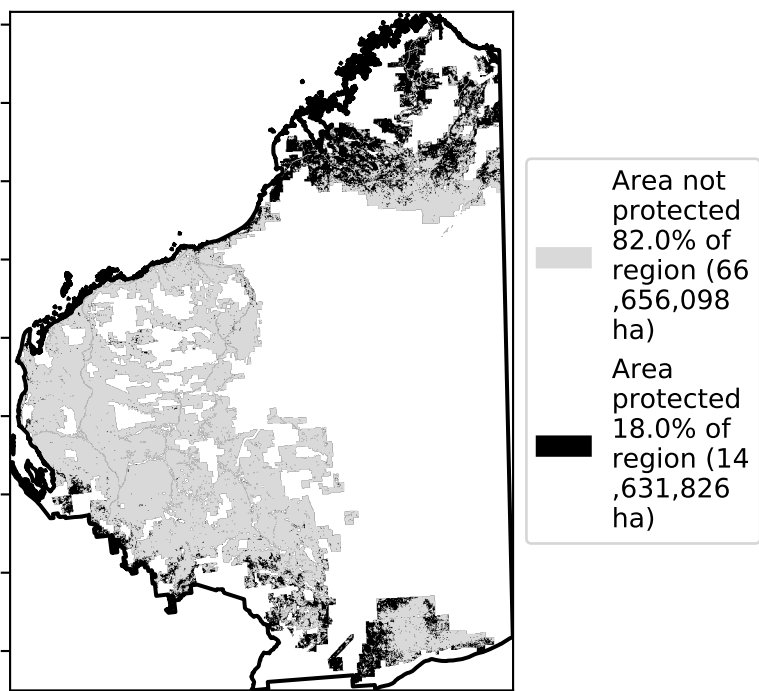 Area not
protected
82.0% of
region (66
,656,098
ha)
Area
protected
18.0% of
region (14
,631,826
ha)